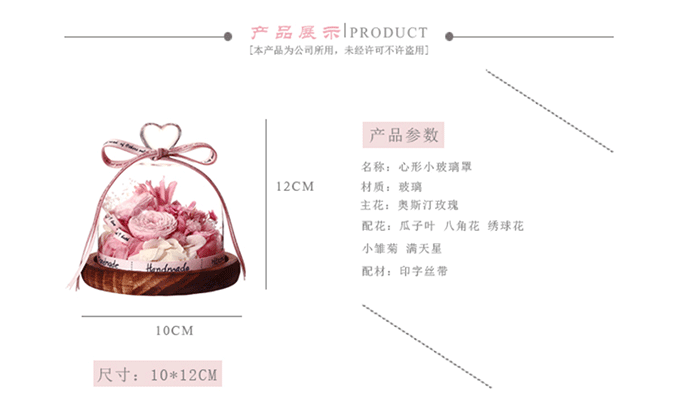 产品展示|PRODUCT
[本产品为公司所用，未经许可不许盗用]
产品参数
名称：心形小玻璃罩
材质：玻璃
主花：奥斯汀玫瑰
配花：瓜子叶 八角花 绣球花
小雏菊 满天星
配材：印字丝带
12CM
Handmade
10CM
尺寸：10*12CM